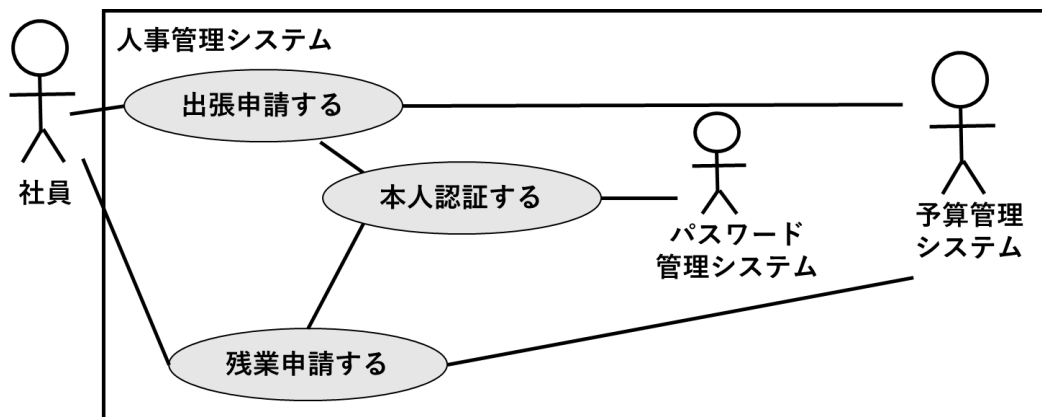 人事管理システム
出張申請する
社員
本人認証する
パスワード
管理システム
予算管理
システム
残業申請する